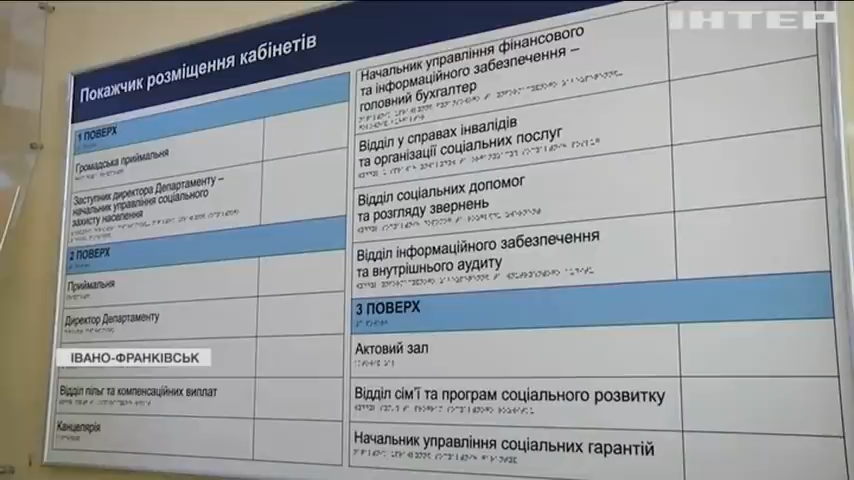 ІНТЕР
Покажчик розміщення кабінетів
1 ПОВЕРХ
Громадська приймальня
Заступник директора Департаменту –
начальник управління соціального
захисту населення
2 ПОВЕРХ
Приймальня
Директор Департаменту
ІВАНО-ФРАНКІВСЬК
Відділ пільг та компенсаційних виплат
Канцелярія
Начальник управління фінансового
та інформаційного забезпечення –
головний бухгалтер
Відділ у справах інвалідів
та організації соціальних послуг
Відділ соціальних допомог
та розгляду звернень
Відділ інформаційного забезпечення
та внутрішнього аудиту
3 ПОВЕРХ
Актовий зал
Відділ сім'ї та програм соціального розвитку
Начальник управління соціальних гарантій